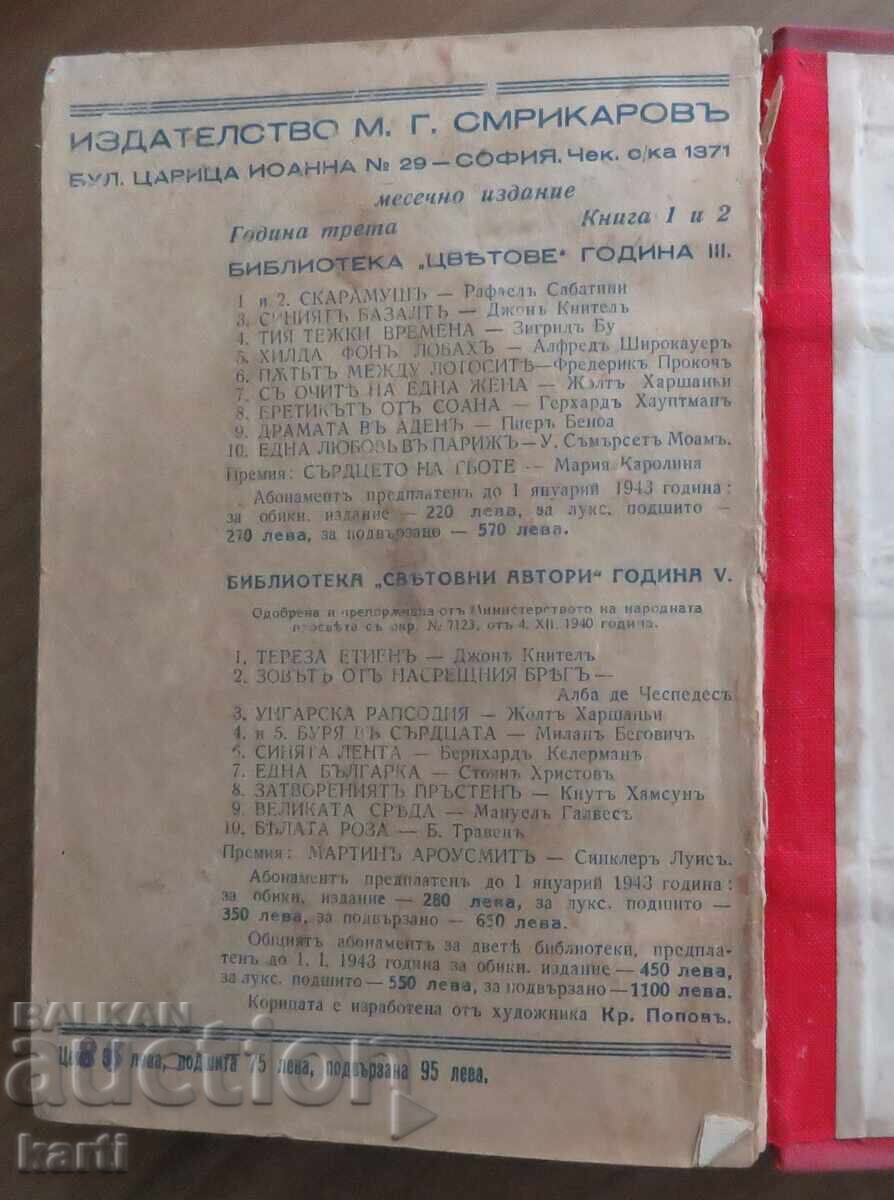 ИЗДАТЕЛСТВО М. Г. СМРИКАРОВЪ
БУЛ. ЦАРИЦА ИОАННА № 29 — СОФИЯ. Чек. с/ка 1371
месечно издание
Година трета Книга 1 и 2
БИБЛИОТЕКА „ЦВѢТОВЕ" ГОДИНА III.
1 и 2. СКАРАМУШЪ — Рафаелъ Сабатини
3. СИНИЯТЪ БАЗАЛТЪ — Джонъ Книтель
4. ТИЯ ТЕЖКИ ВРЕМЕНА — Зигридъ Бу
5. ХИЛДА ФОНЪ ЛОБАХЪ — Алфредъ Широкауеръ
6. ПѪТЬТЪ МЕЖДУ ЛОТОСИТѢ — Фредерикъ Прокочъ
7. СЪ ОЧИТѢ НА ЕДНА ЖЕНА — Жолтъ Харшаньи
8. ЕРЕТИКЪТЪ ОТЪ СОАНА — Герхардъ Хауптманъ
9. ДРАМАТА ВЪ АДЕНЪ — Пиеръ Беноа
10. ЕДНА ЛЮБОВЬ ВЪ ПАРИЖЪ — У. Съмърсетъ Моамъ.
Премия: СЪРДЦЕТО НА ГЬОТЕ — Мария Каролина
Абонаментъ предплатенъ до 1 януарий 1943 година:
за обикн. издание — 220 лева, за лукс. подшито —
270 лева, за подвързано — 570 лева.
БИБЛИОТЕКА „СВѢТОВНИ АВТОРИ" ГОДИНА V.
Одобрена и препорѫчана отъ Министерството на народната
просвѣта съ окр. № 7123, отъ 4. XII. 1940 година.
1. ТЕРЕЗА ЕТИЕНЪ — Джонъ Книтель
2. ЗОВЪТЪ ОТЪ НАСРЕЩНИЯ БРѢГЪ —
Алба де Чеспедесъ
3. УНГАРСКА РАПСОДИЯ — Жолтъ Харшаньи
4 и 5. БУРЯ ВЪ СЪРДЦАТА — Миланъ Беговичъ
6. СИНЯТА ЛЕНТА — Бернхардъ Келерманъ
7. ЕДНА БЪЛГАРКА — Стоянъ Христовъ
8. ЗАТВОРЕНИЯТЪ ПРЪСТЕНЪ — Кнутъ Хамсунъ
9. ВЕЛИКАТА СРѢДА — Мануелъ Галвесъ
10. БѢЛАТА РОЗА — Б. Травенъ
Премия: МАРТИНЪ АРОУСМИТЪ — Синклеръ Луисъ.
Абонаментъ предплатенъ до 1 януарий 1943 година:
за обикн. издание — 280 лева, за лукс. подшито —
350 лева, за подвързано — 650 лева.
Общиятъ абонаментъ за дветѣ библиотеки, предпла-
тенъ до 1. I. 1943 година за обикн. издание — 450 лева,
за лукс. подшито — 550 лева, за подвързано — 1100 лева.
Корицата е изработена отъ художника Кр. Поповъ.
лева, подшита 75 лева, подвързана 95 лева.
BALKAN
auction
karti